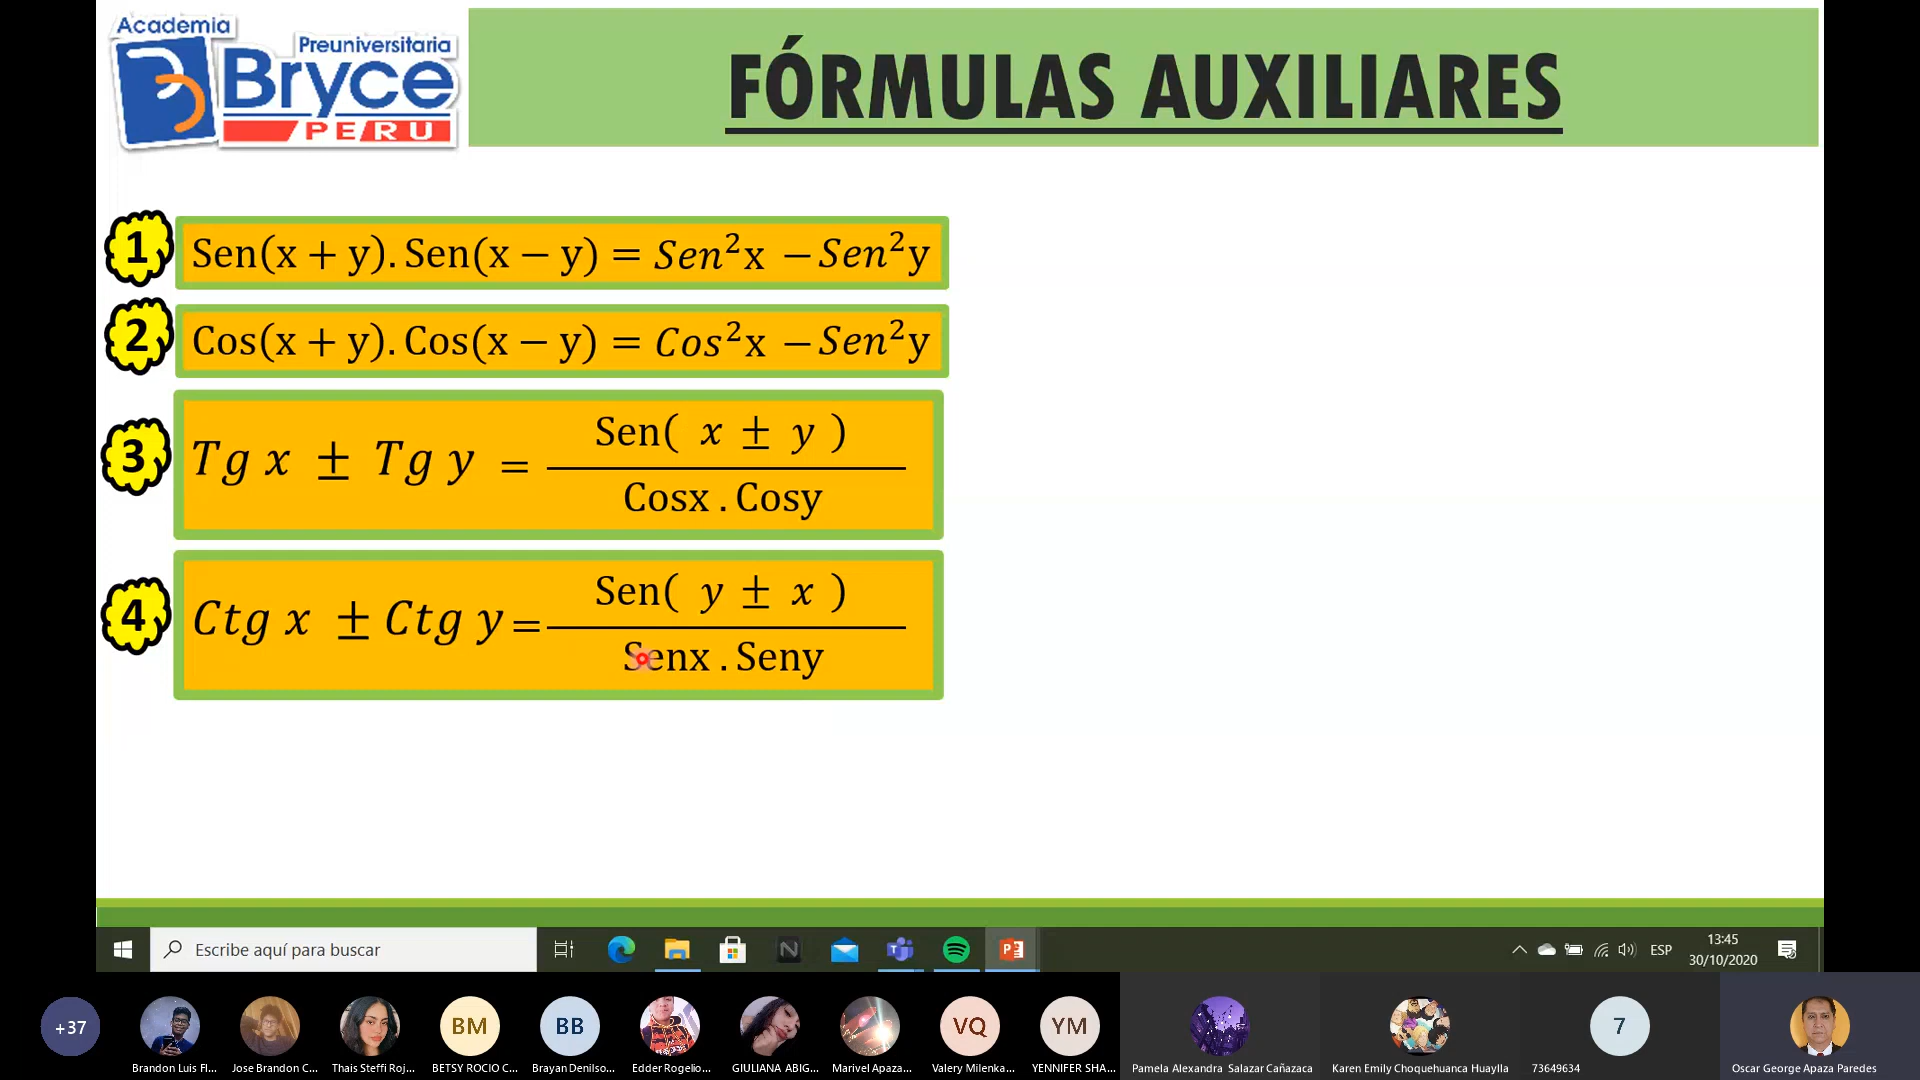 Academia
Preuniversitaria
Bryce
PERU
FÓRMULAS AUXILIARES
1
Sen(x + y). Sen(x − y) = Sen²x − Sen²y
2
Cos(x + y). Cos(x − y) = Cos²x − Sen²y
3
Tg x ± Tg y = Sen( x ± y )
Cosx . Cosy
4
Ctg x ± Ctg y = Sen( y ± x )
Senx . Seny
Escribe aquí para buscar
ESP
13:45
30/10/2020
+37
BM
BB
VQ
YM
7
Brandon Luis Fl...
Jose Brandon C...
Thais Steffi Roj...
BETSY ROCIO C...
Brayan Denilso...
Edder Rogelio...
GIULIANA ABIG...
Marivel Apaza...
Valery Milenka...
YENNIFER SHA...
Pamela Alexandra Salazar Cañazaca
Karen Emily Choquehuanca Huaylla
73649634
Oscar George Apaza Paredes